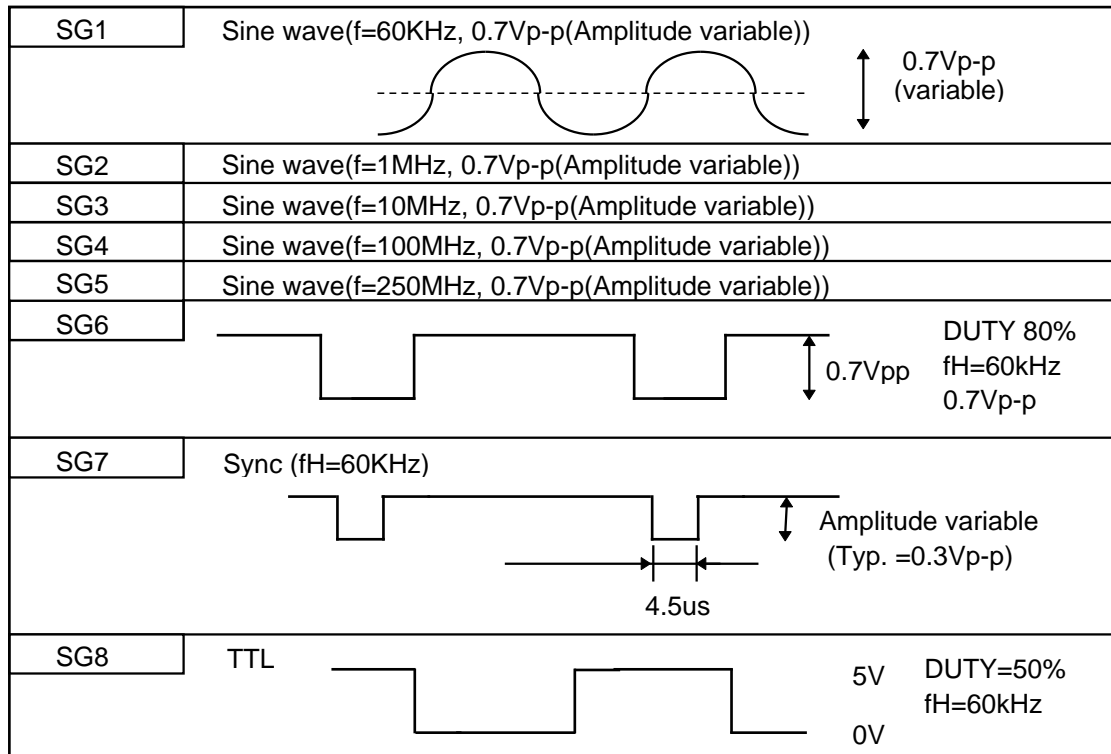 SG1
Sine wave(f=60KHz, 0.7Vp-p(Amplitude variable))
0.7Vp-p
(variable)
SG2
Sine wave(f=1MHz, 0.7Vp-p(Amplitude variable))
SG3
Sine wave(f=10MHz, 0.7Vp-p(Amplitude variable))
SG4
Sine wave(f=100MHz, 0.7Vp-p(Amplitude variable))
SG5
Sine wave(f=250MHz, 0.7Vp-p(Amplitude variable))
SG6
0.7Vpp
DUTY 80%
fH=60kHz
0.7Vp-p
SG7
Sync (fH=60KHz)
Amplitude variable
(Typ. =0.3Vp-p)
4.5us
SG8
TTL
5V
0V
DUTY=50%
fH=60kHz